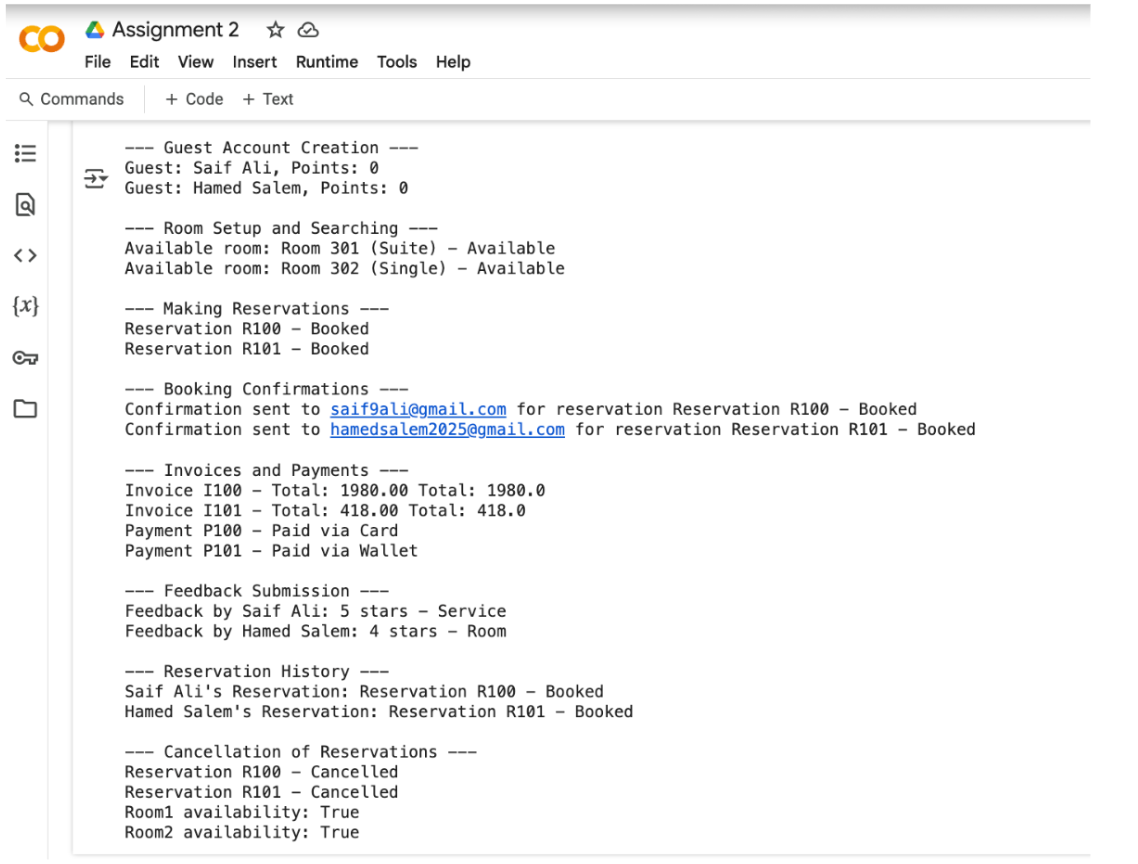 CO Assignment 2
File Edit View Insert Runtime Tools Help
Commands + Code + Text
--- Guest Account Creation ---
Guest: Saif Ali, Points: 0
Guest: Hamed Salem, Points: 0
--- Room Setup and Searching ---
Available room: Room 301 (Suite) – Available
Available room: Room 302 (Single) – Available
--- Making Reservations ---
Reservation R100 – Booked
Reservation R101 – Booked
--- Booking Confirmations ---
Confirmation sent to saif9ali@gmail.com for reservation Reservation R100 – Booked
Confirmation sent to hamedsalem2025@gmail.com for reservation Reservation R101 – Booked
--- Invoices and Payments ---
Invoice I100 – Total: 1980.00 Total: 1980.0
Invoice I101 – Total: 418.00 Total: 418.0
Payment P100 – Paid via Card
Payment P101 – Paid via Wallet
--- Feedback Submission ---
Feedback by Saif Ali: 5 stars – Service
Feedback by Hamed Salem: 4 stars – Room
--- Reservation History ---
Saif Ali's Reservation: Reservation R100 – Booked
Hamed Salem's Reservation: Reservation R101 – Booked
--- Cancellation of Reservations ---
Reservation R100 – Cancelled
Reservation R101 – Cancelled
Room1 availability: True
Room2 availability: True
{x}